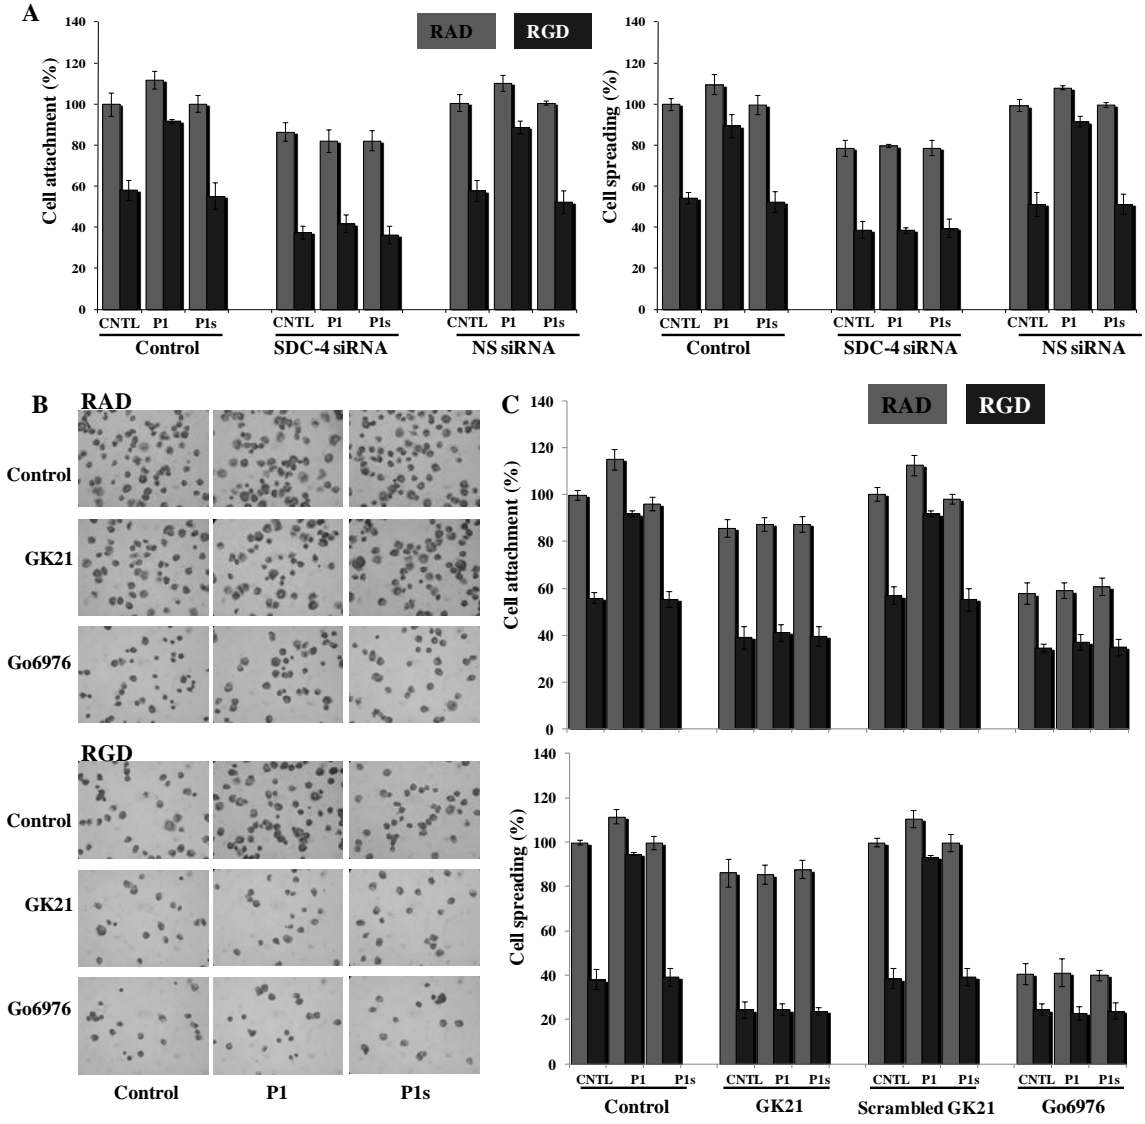 A
RAD RGD
Cell attachment (%)
140
120
100
80
60
40
20
0
CNTL P1 P1s CNTL P1 P1s CNTL P1 P1s
Control SDC-4 siRNA NS siRNA
Cell spreading (%)
140
120
100
80
60
40
20
0
CNTL P1 P1s CNTL P1 P1s CNTL P1 P1s
Control SDC-4 siRNA NS siRNA
B
RAD
Control
GK21
Go6976
RGD
Control
GK21
Go6976
Control P1 P1s
C
RAD RGD
Cell attachment (%)
140
120
100
80
60
40
20
0
Cell spreading (%)
140
120
100
80
60
40
20
0
CNTL P1 P1s CNTL P1 P1s CNTL P1 P1s CNTL P1 P1s
Control GK21 Scrambled GK21 Go6976